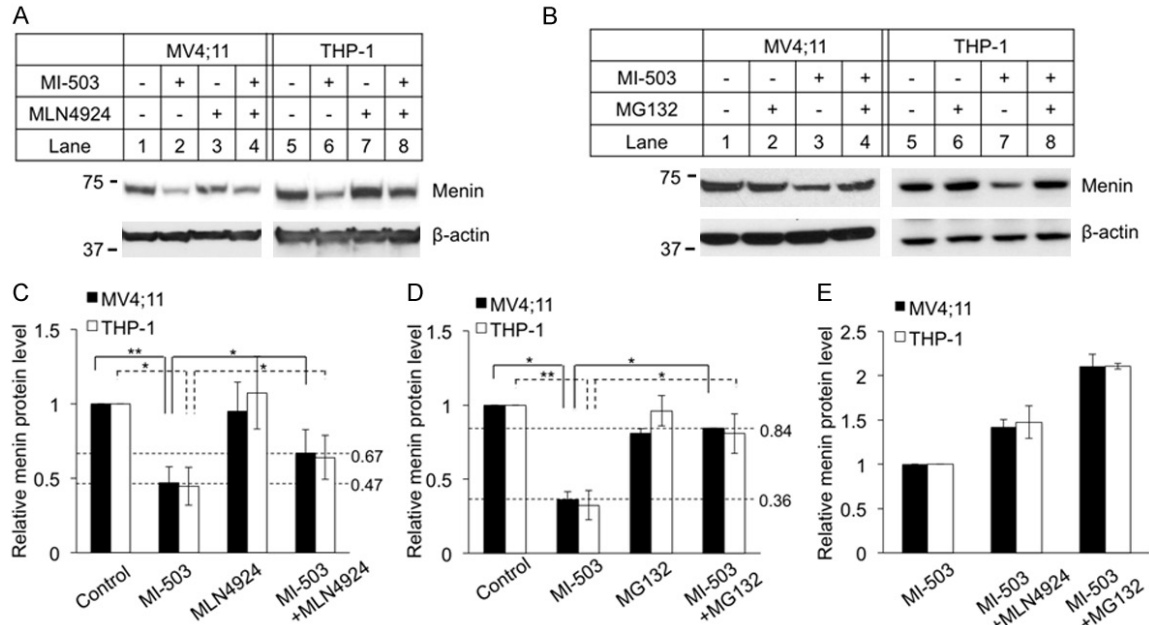 A
MV4;11 THP-1
MI-503 - + - + - + - +
MLN4924 - - + + - - + +
Lane 1 2 3 4 5 6 7 8
75
Menin
β-actin
37
B
MV4;11 THP-1
MI-503 - - + + - - + +
MG132 - + - + - + - +
Lane 1 2 3 4 5 6 7 8
75
Menin
β-actin
37
C
MV4;11
THP-1
Relative menin protein level
1.5
1
0.5
0
** * * *
0.67
0.47
Control
MI-503
MLN4924
MI-503
+MLN4924
D
MV4;11
THP-1
Relative menin protein level
1.5
1
0.5
0
* ** * *
0.84
0.36
Control
MI-503
MG132
MI-503
+MG132
E
MV4;11
THP-1
Relative menin protein level
2.5
2
1.5
1
0.5
0
MI-503
MI-503
+MLN4924
MI-503
+MG132